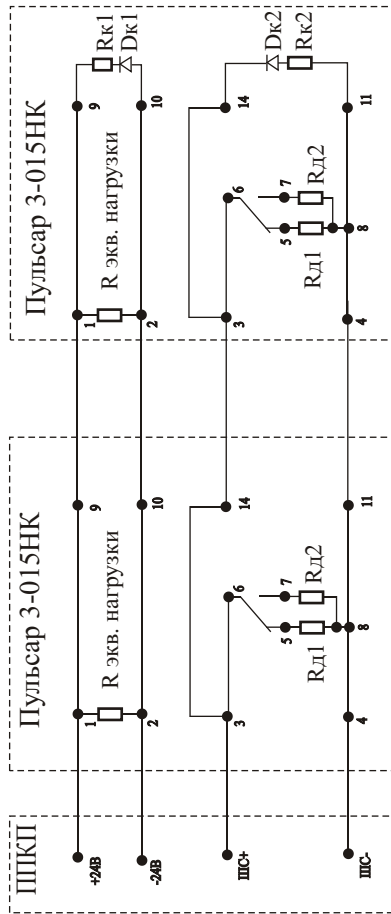 ППКП
+24В
-24В
ШС+
ШС-
Пульсар 3-015НК
1
2
R экв. нагрузки
9
10
3
6
14
5
7
Rд1
Rд2
4
8
11
Пульсар 3-015НК
1
2
R экв. нагрузки
9
10
Rк1
Dк1
3
6
14
5
7
Rд1
Rд2
Dк2
Rк2
4
8
11